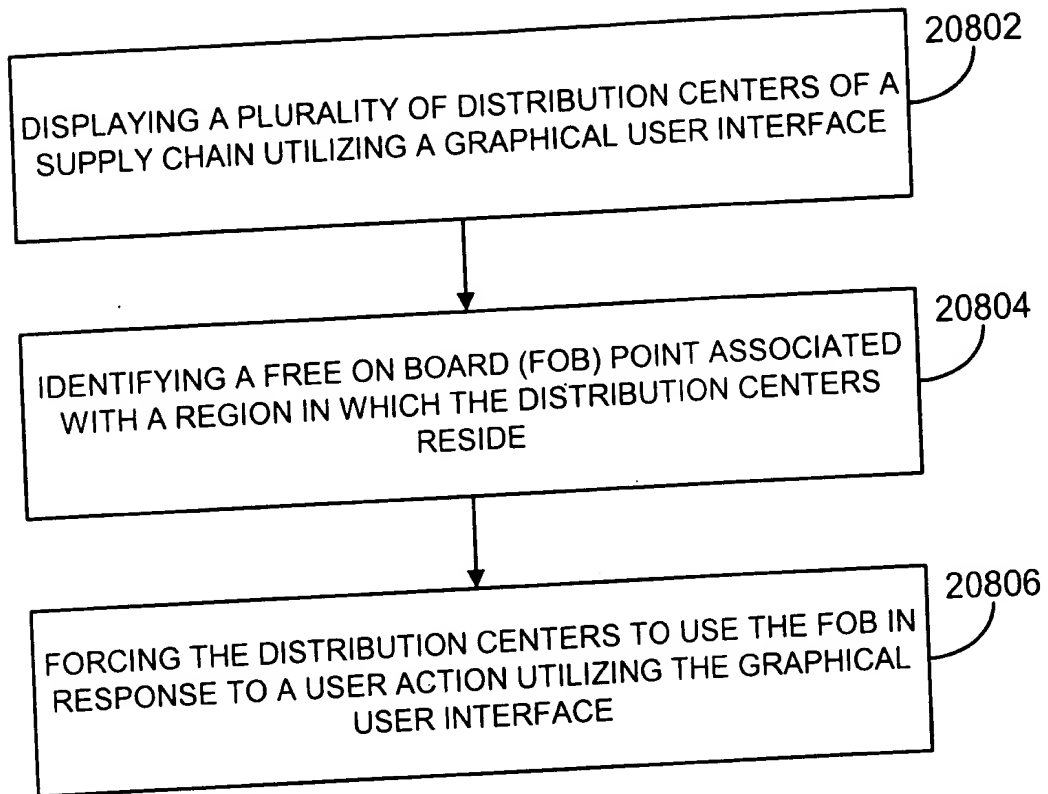 20802
DISPLAYING A PLURALITY OF DISTRIBUTION CENTERS OF A
SUPPLY CHAIN UTILIZING A GRAPHICAL USER INTERFACE
20804
IDENTIFYING A FREE ON BOARD (FOB) POINT ASSOCIATED
WITH A REGION IN WHICH THE DISTRIBUTION CENTERS
RESIDE
20806
FORCING THE DISTRIBUTION CENTERS TO USE THE FOB IN
RESPONSE TO A USER ACTION UTILIZING THE GRAPHICAL
USER INTERFACE